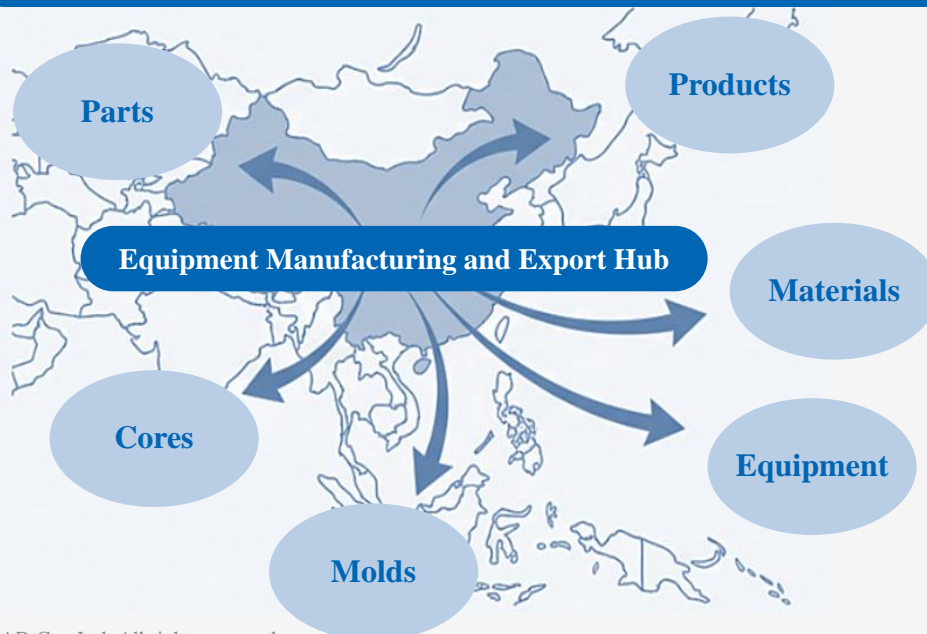 Parts
Products
Equipment Manufacturing and Export Hub
Materials
Cores
Equipment
Molds